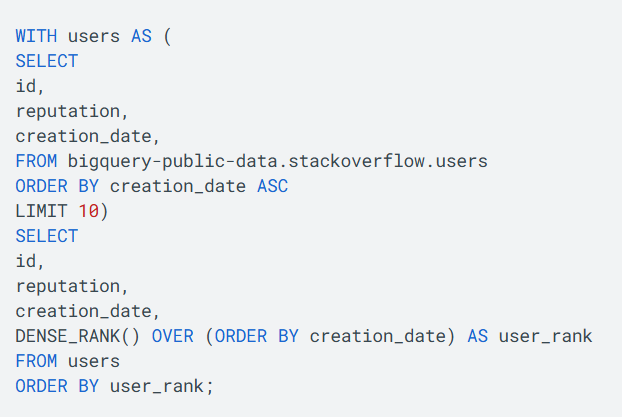 WITH users AS (
SELECT
id,
reputation,
creation_date,
FROM bigquery-public-data.stackoverflow.users
ORDER BY creation_date ASC
LIMIT 10)
SELECT
id,
reputation,
creation_date,
DENSE_RANK() OVER (ORDER BY creation_date) AS user_rank
FROM users
ORDER BY user_rank;